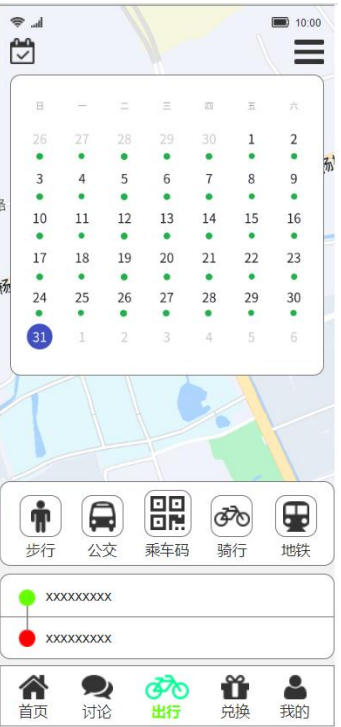 10:00
日 一 二 三 四 五 六
26 27 28 29 30 1 2
3 4 5 6 7 8 9
10 11 12 13 14 15 16
17 18 19 20 21 22 23
24 25 26 27 28 29 30
31 1 2 3 4 5 6
步行 公交 乘车码 骑行 地铁
xxxxxxxxx
xxxxxxxxx
首页 讨论 出行 兑换 我的